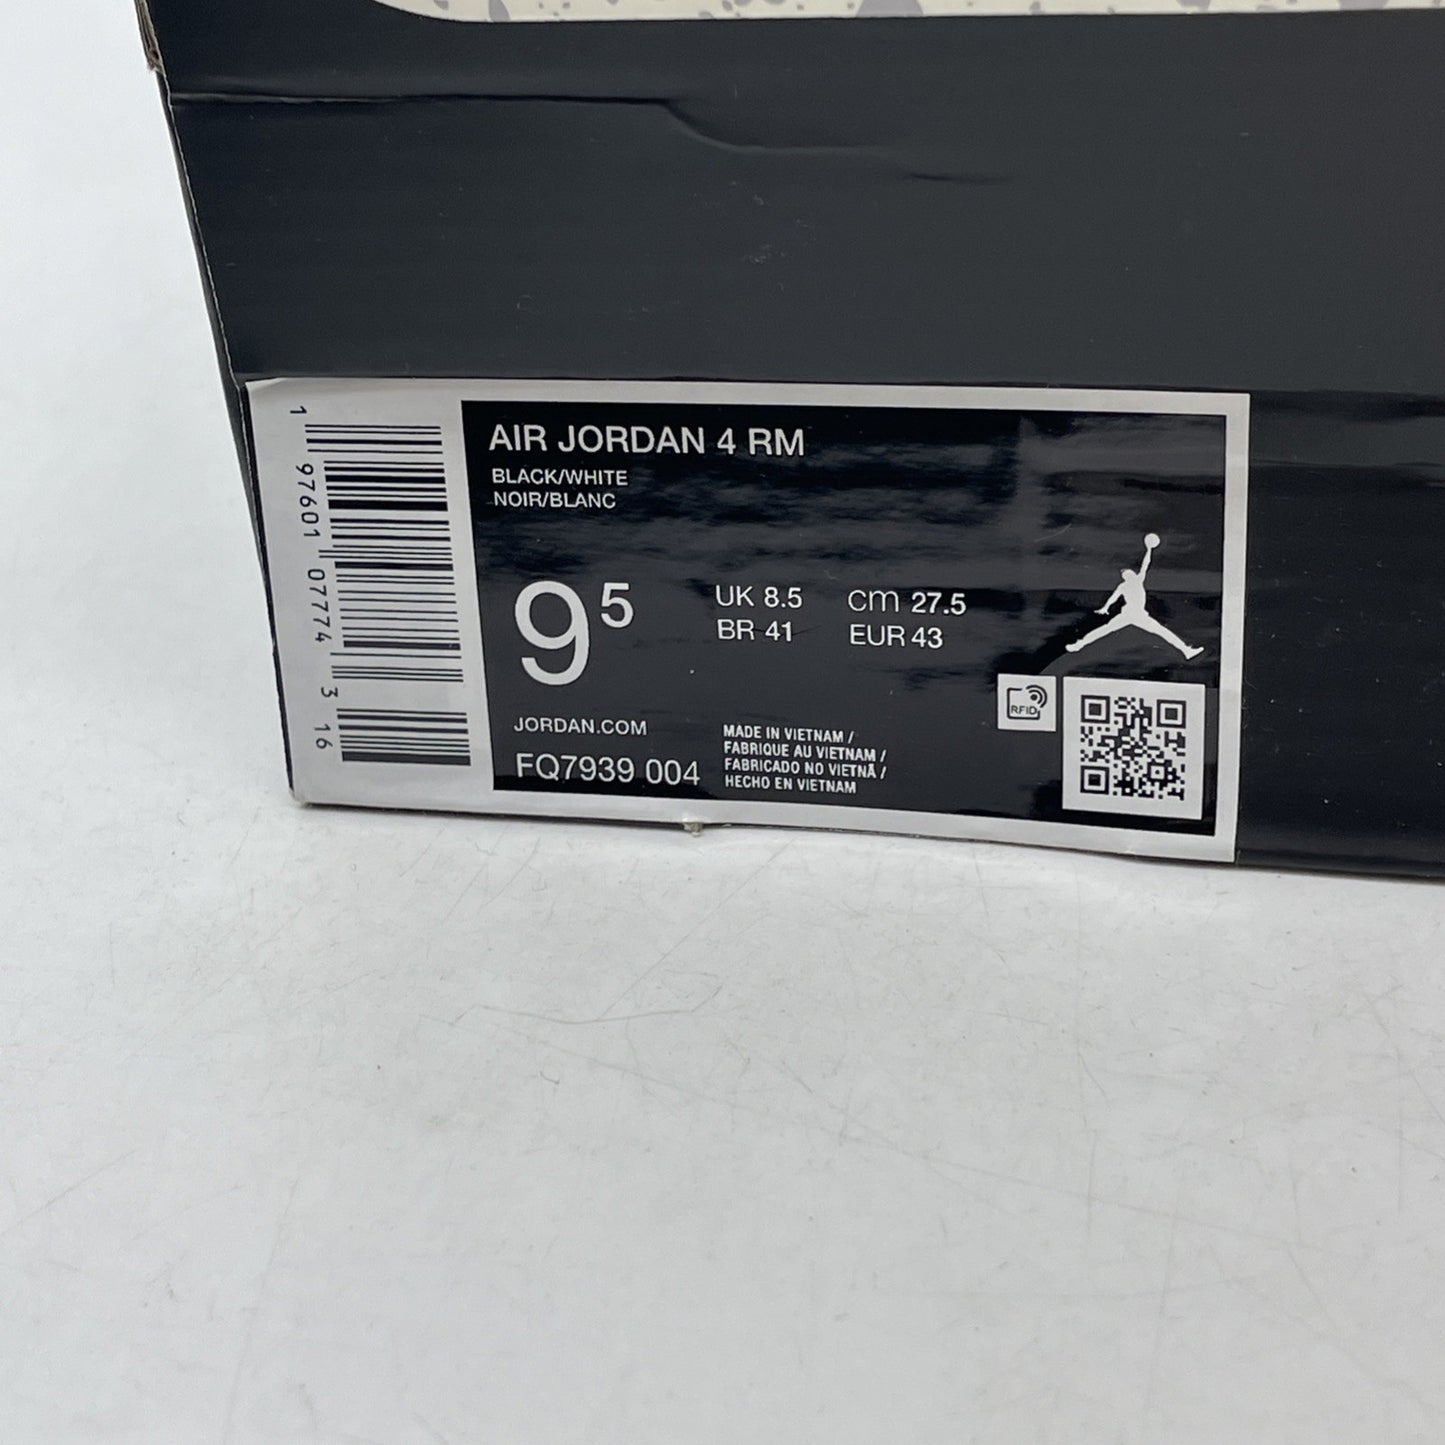 1 97601 07774 3 16
AIR JORDAN 4 RM
BLACK/WHITE
NOIR/BLANC
9 5
UK 8.5 cm 27.5
BR 41 EUR 43
JORDAN.COM
FQ7939 004
MADE IN VIETNAM /
FABRIQUE AU VIETNAM /
FABRICADO NO VIETNÃ /
HECHO EN VIETNAM
RFID